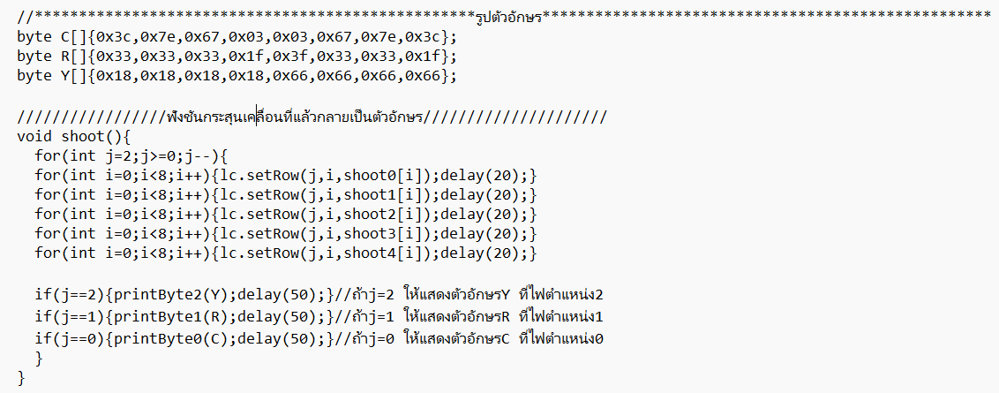 //**************************************************รูปตัวอักษร***************************************************
byte C[]{0x3c,0x7e,0x67,0x03,0x03,0x67,0x7e,0x3c};
byte R[]{0x33,0x33,0x33,0x1f,0x3f,0x33,0x33,0x1f};
byte Y[]{0x18,0x18,0x18,0x18,0x66,0x66,0x66,0x66};
/////////////////ฟังชันกระสุนเคลื่อนที่แล้วกลายเป็นตัวอักษร/////////////////////
void shoot(){
for(int j=2;j>=0;j--){
for(int i=0;i<8;i++){lc.setRow(j,i,shoot0[i]);delay(20);}
for(int i=0;i<8;i++){lc.setRow(j,i,shoot1[i]);delay(20);}
for(int i=0;i<8;i++){lc.setRow(j,i,shoot2[i]);delay(20);}
for(int i=0;i<8;i++){lc.setRow(j,i,shoot3[i]);delay(20);}
for(int i=0;i<8;i++){lc.setRow(j,i,shoot4[i]);delay(20);}
if(j==2){printByte2(Y);delay(50);}//ถ้าj=2 ให้แสดงตัวอักษรY ที่ไฟตำแหน่ง2
if(j==1){printByte1(R);delay(50);}//ถ้าj=1 ให้แสดงตัวอักษรR ที่ไฟตำแหน่ง1
if(j==0){printByte0(C);delay(50);}//ถ้าj=0 ให้แสดงตัวอักษรC ที่ไฟตำแหน่ง0
}
}